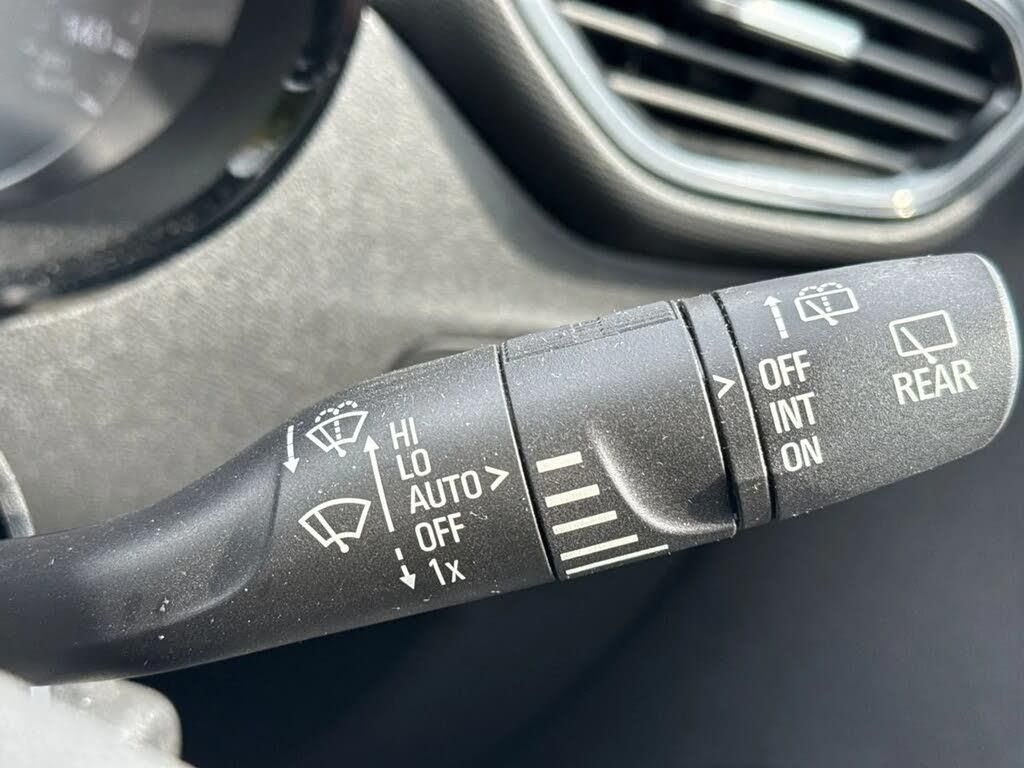 HI
LO
AUTO >
OFF
1x
>
OFF
INT
ON
REAR